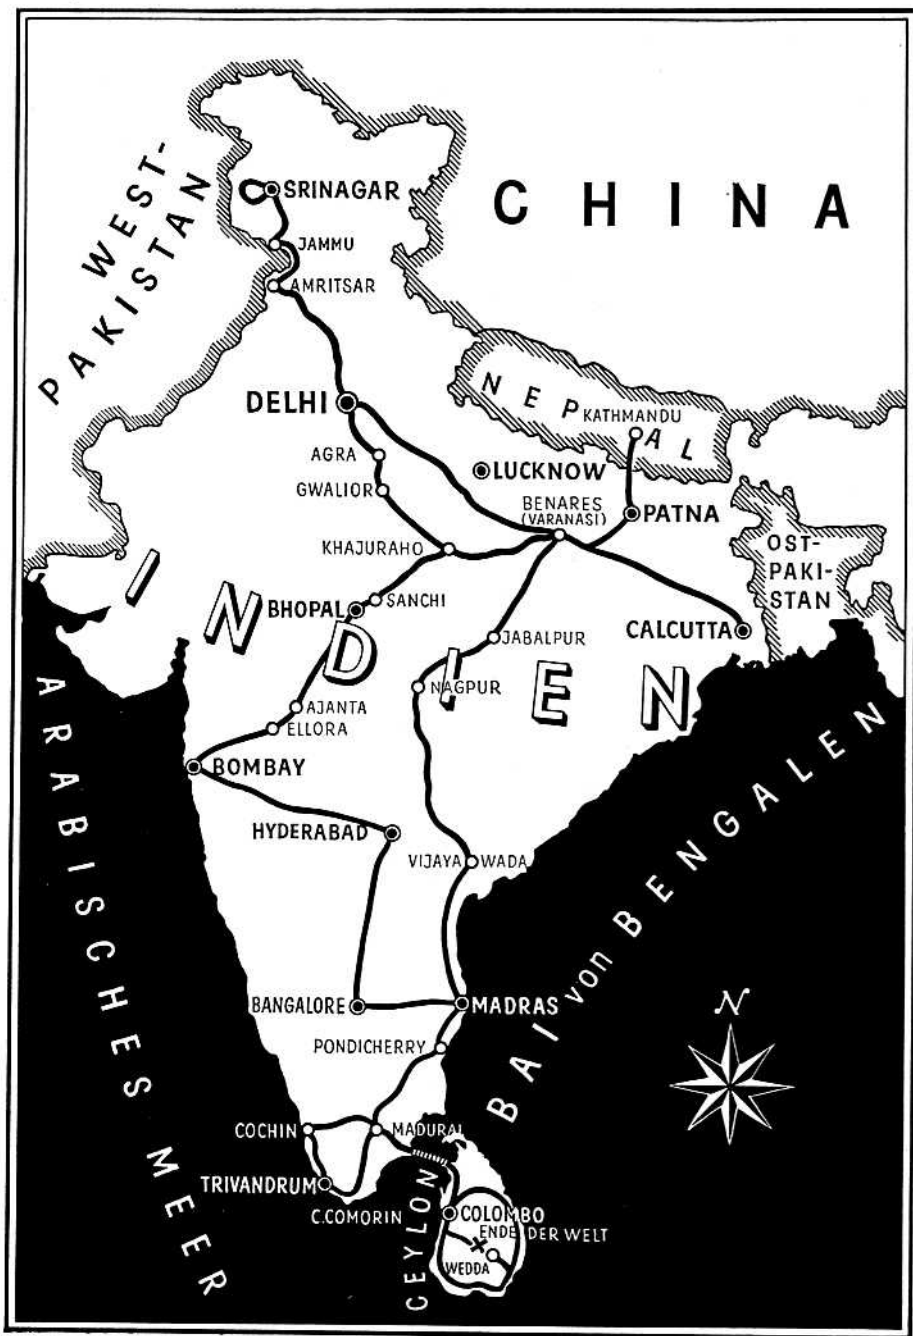 WEST-
PAKISTAN
CHINA
SRINAGAR
JAMMU
AMRITSAR
DELHI
NEPAL
KATHMANDU
AGRA
LUCKNOW
GWALIOR
BENARES
(VARANASI)
PATNA
KHAJURAHO
OST-
PAKI-
STAN
INDIEN
BHOPAL
SANCHI
CALCUTTA
JABALPUR
NAGPUR
AJANTA
ELLORA
BOMBAY
HYDERABAD
VIJAYA WADA
ARABISCHES MEER
BAI von BENGALEN
BANGALORE
MADRAS
N
PONDICHERRY
COCHIN
MADURAI
TRIVANDRUM
C.COMORIN
CEYLON
COLOMBO
ENDE DER WELT
WEDDA